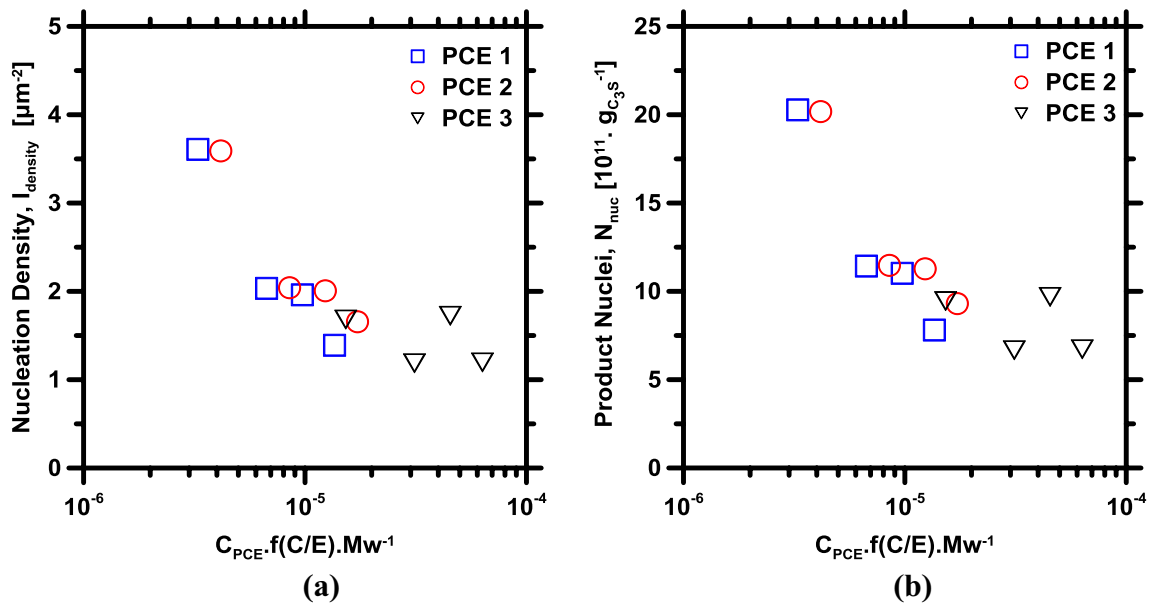 Nucleation Density, I_density [μm⁻²]
5
4
3
2
1
0
PCE 1
PCE 2
PCE 3
10⁻⁶
10⁻⁵
10⁻⁴
C_PCE.f(C/E).Mw⁻¹
(a)
Product Nuclei, N_nuc [10¹¹. g_C₃S⁻¹]
25
20
15
10
5
0
PCE 1
PCE 2
PCE 3
10⁻⁶
10⁻⁵
10⁻⁴
C_PCE.f(C/E).Mw⁻¹
(b)